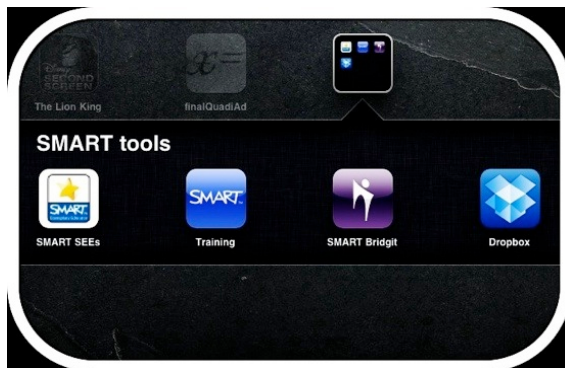 Disney
SECOND
SCREEN
x=
The Lion King
finalQuadiAd
SMART tools
SMART
SMART
SMART SEEs
Training
SMART Bridgit
Dropbox